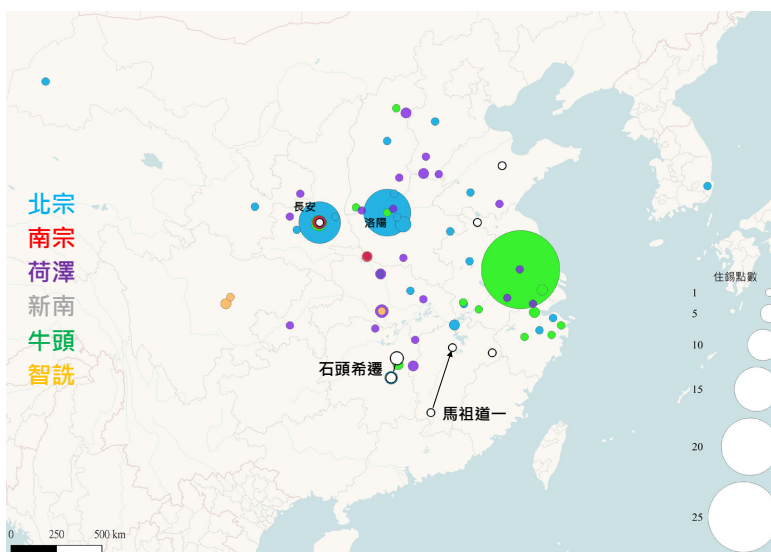 長安
洛陽
北宗
南宗
荷澤
新南
牛頭
智詵
石頭希遷
馬祖道一
住錫點數
1
5
10
15
20
25
0 250 500 km